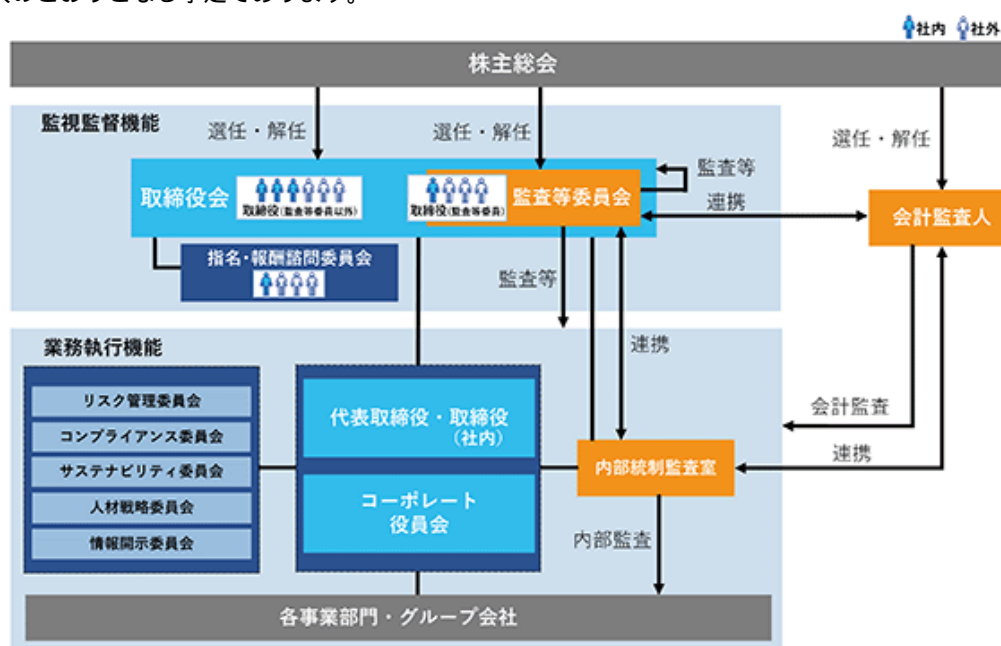 社内 社外
株主総会
監視監督機能
選任・解任
選任・解任
選任・解任
監査等
取締役会
取締役(監査等委員以外)
取締役(監査等委員)
監査等委員会
連携
会計監査人
指名・報酬諮問委員会
監査等
業務執行機能
連携
リスク管理委員会
コンプライアンス委員会
サステナビリティ委員会
人材戦略委員会
情報開示委員会
代表取締役・取締役
(社内)
コーポレート
役員会
会計監査
内部統制監査室
連携
内部監査
各事業部門・グループ会社